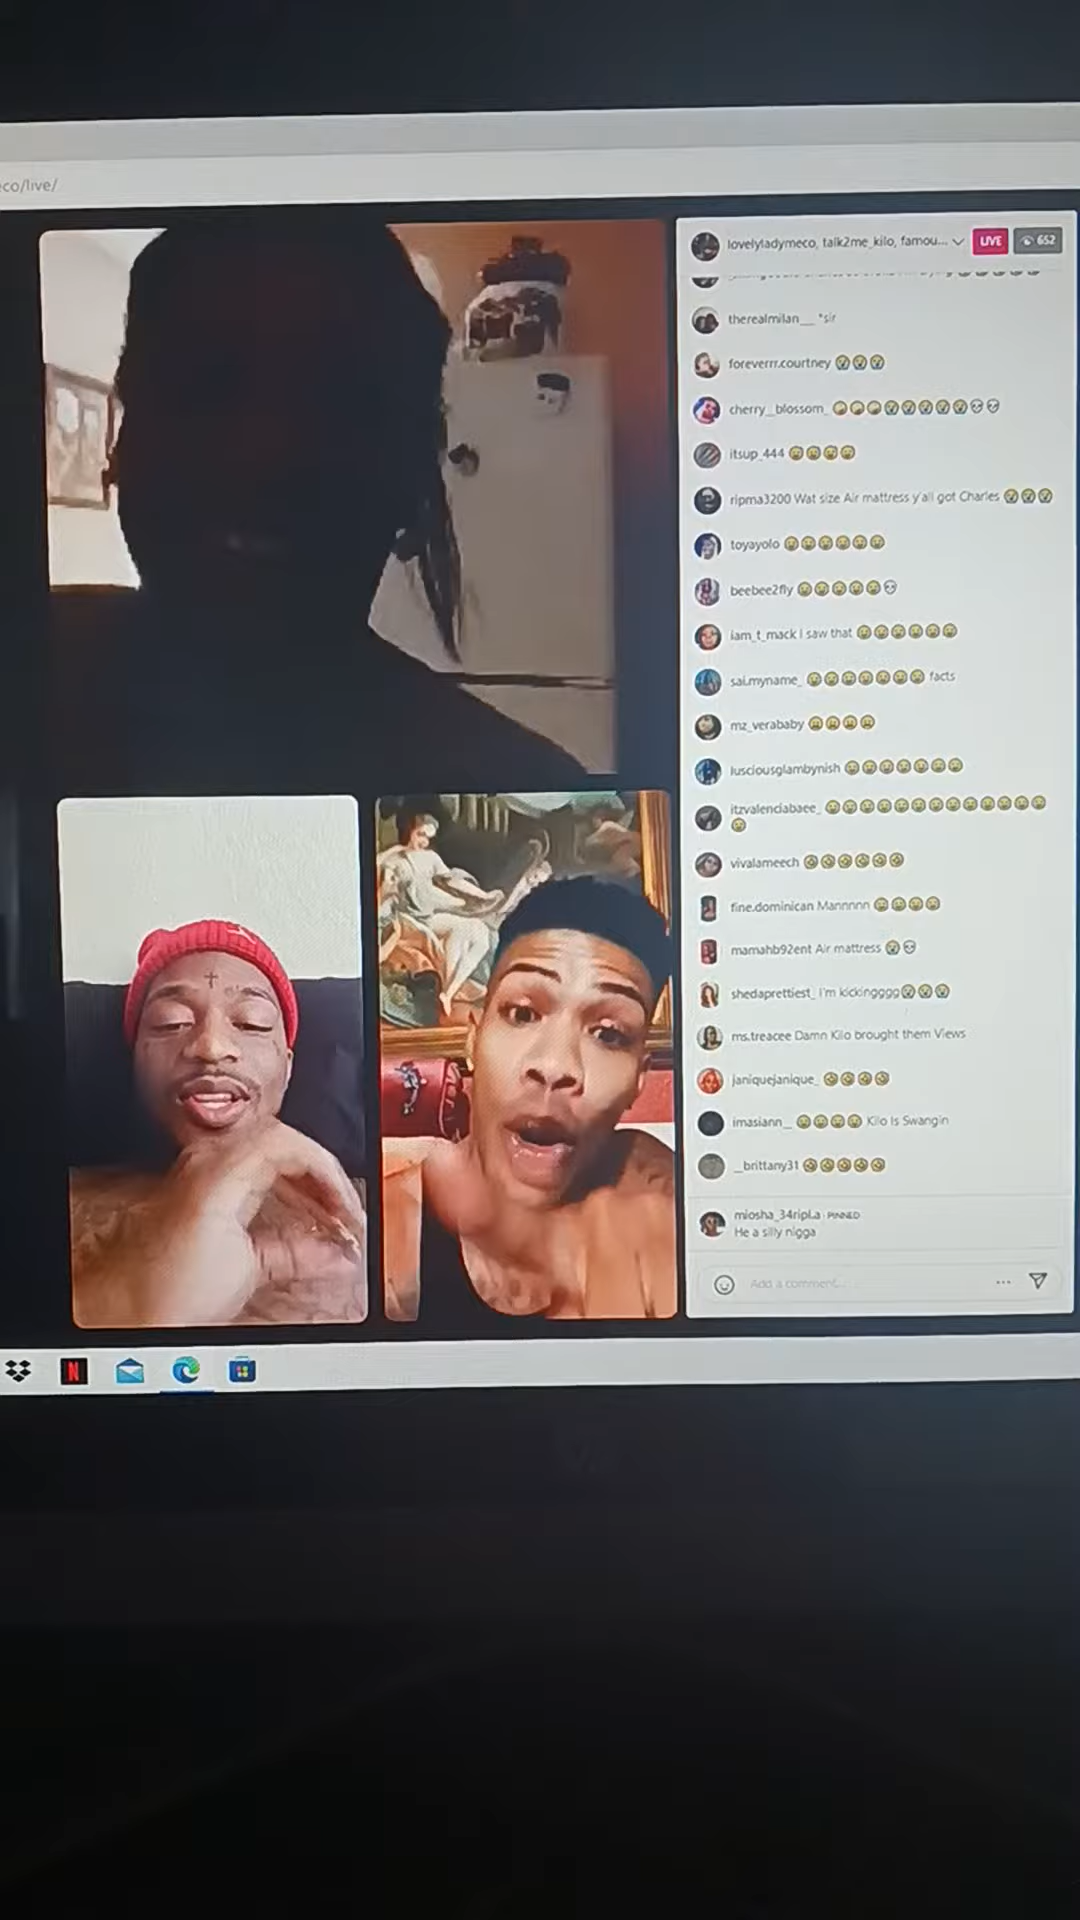 co/live/
lovelyladymeco, talk2me_kilo, famou...
LIVE
652
therealmilan__ *sir
foreverrr.courtney 😭😭😭
cherry_blossom_
itsup_444
ripma3200 Wat size Air mattress y'all got Charles 😭😭😭
toyayolo
beebee2fly
iam_t_mack I saw that
sai.myname_ facts
mz_verababy
lusciousglambynish
itzvalenciabaee_
vivalameech 🤣🤣🤣🤣🤣🤣
fine.dominican Mannnnn
mamahb92ent Air mattress 😭💀
shedaprettiest_ I'm kickingggg😭😭😭
ms.treacee Damn Kilo brought them Views
janiquejanique_ 🤣🤣🤣🤣
imasiann__ Kilo Is Swangin
__brittany31 🤣🤣🤣🤣🤣
miosha_34ripl.a · PINNED
He a silly nigga
Add a comment...
N